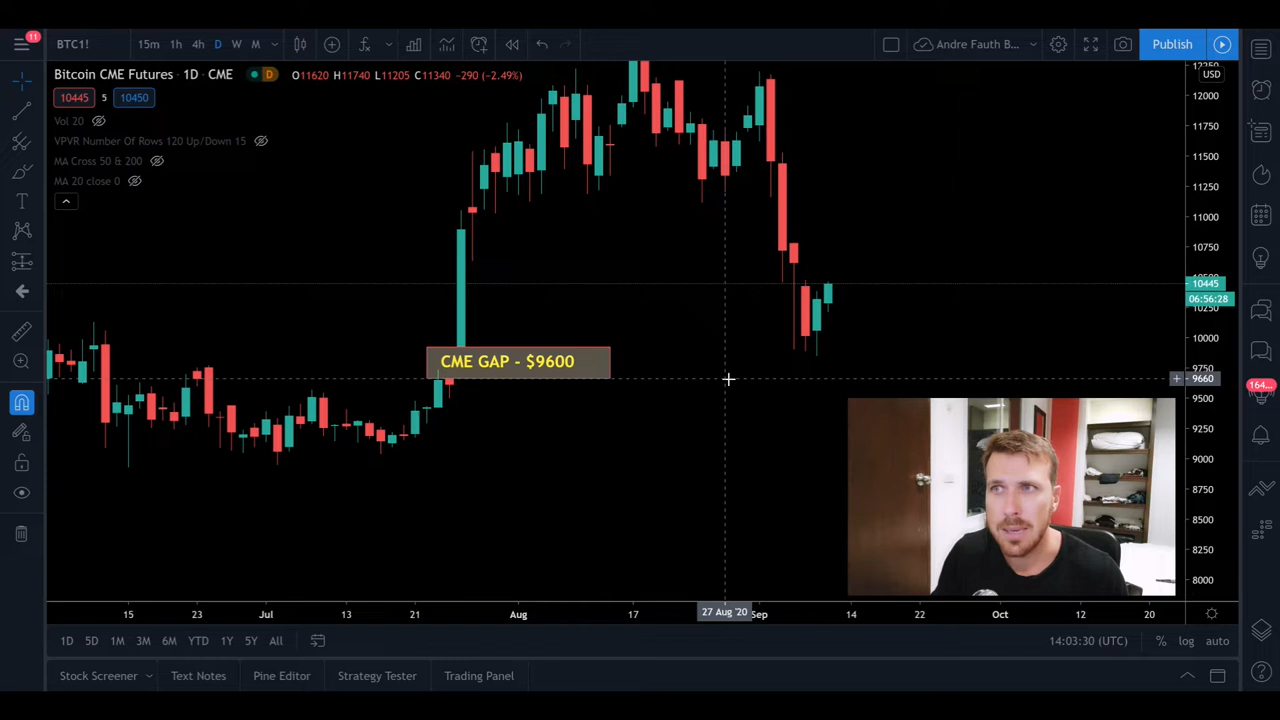 11
BTC1!
15m 1h 4h D W M
Andre Fauth B...
Publish
Bitcoin CME Futures · 1D · CME
D
O11620 H11740 L11205 C11340 -290 (-2.49%)
USD
10445 5 10450
Vol 20
VPVR Number Of Rows 120 Up/Down 15
MA Cross 50 & 200
MA 20 close 0
12250
12000
11750
11500
11250
11000
10750
10445
06:56:28
10250
10000
9750
9660
9500
9250
9000
8750
8500
8250
8000
CME GAP - $9600
164...
15 23 Jul 13 21 Aug 17 27 Aug '20 Sep 14 22 Oct 12 20
1D 5D 1M 3M 6M YTD 1Y 5Y All
14:03:30 (UTC) % log auto
Stock Screener Text Notes Pine Editor Strategy Tester Trading Panel